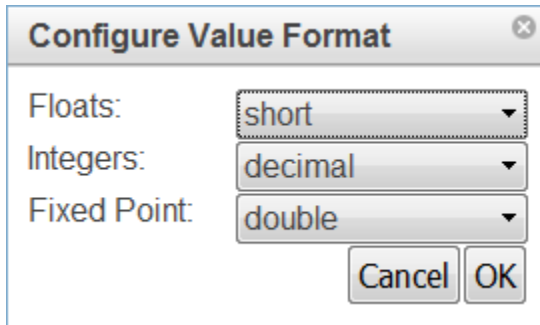 Configure Value Format
Floats: short
Integers: decimal
Fixed Point: double
Cancel OK